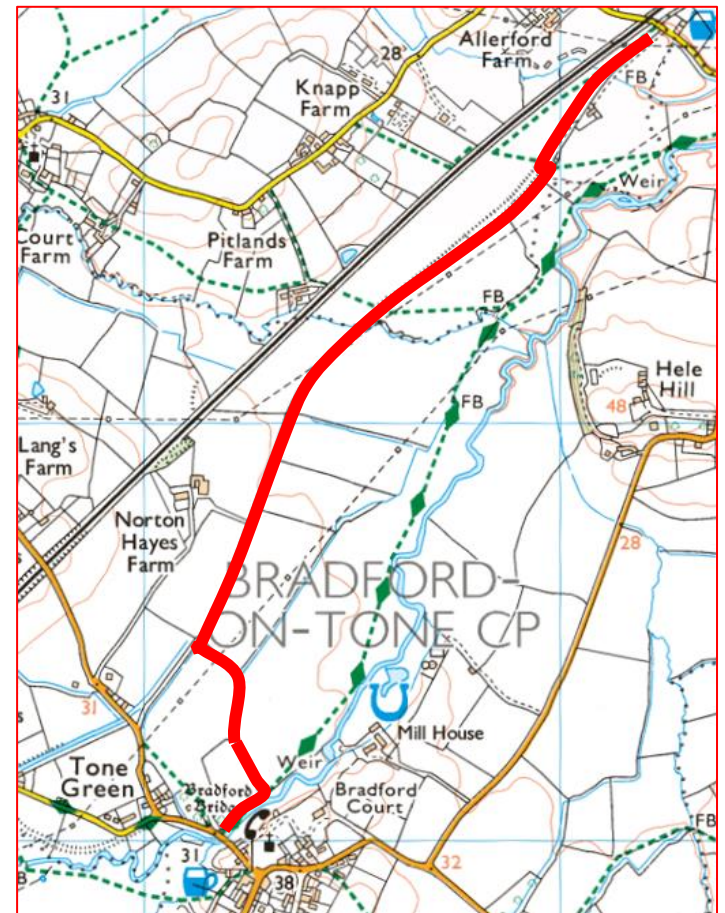 Allerford
Farm
28
Knapp
Farm
FB
31
Weir
Court
Farm
Pitlands
Farm
FB
Hele
Hill
FB
48
Lang's
Farm
Norton
Hayes
Farm
28
BRADFORD-
ON-TONE CP
31
Mill House
Weir
Tone
Green
Bradford
Bridge
Bradford
Court
FB
31
32
38